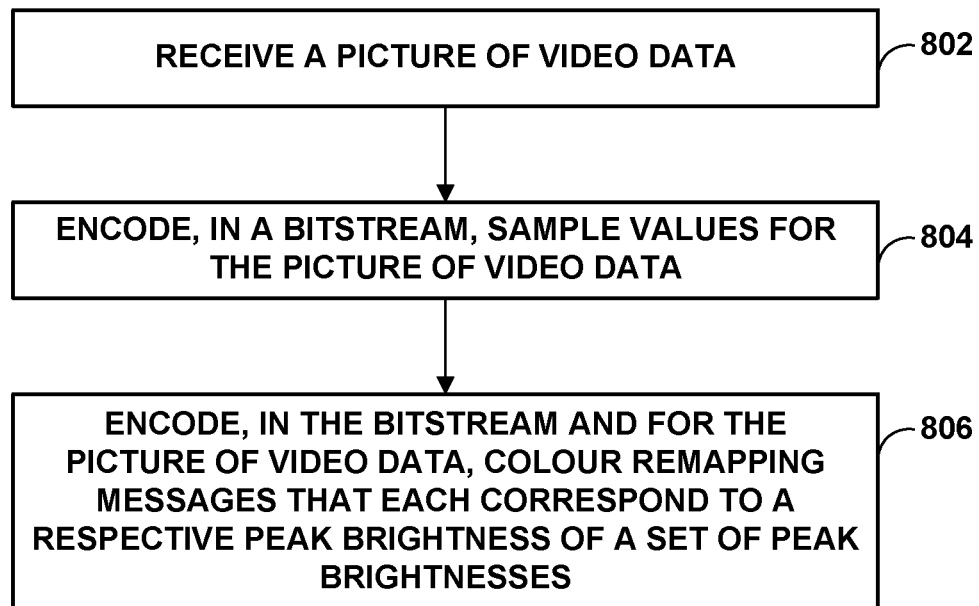 RECEIVE A PICTURE OF VIDEO DATA
802
ENCODE, IN A BITSTREAM, SAMPLE VALUES FOR
THE PICTURE OF VIDEO DATA
804
ENCODE, IN THE BITSTREAM AND FOR THE
PICTURE OF VIDEO DATA, COLOUR REMAPPING
MESSAGES THAT EACH CORRESPOND TO A
RESPECTIVE PEAK BRIGHTNESS OF A SET OF PEAK
BRIGHTNESSES
806